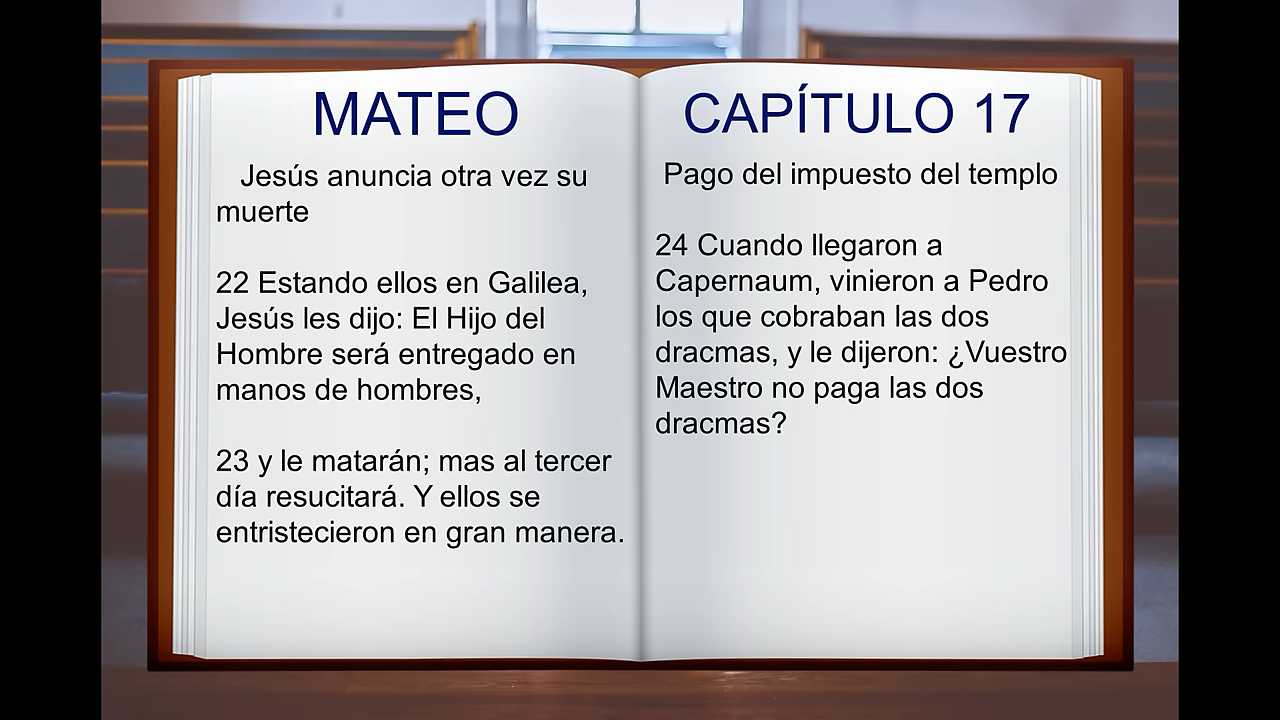 MATEO
Jesús anuncia otra vez su
muerte
22 Estando ellos en Galilea,
Jesús les dijo: El Hijo del
Hombre será entregado en
manos de hombres,
23 y le matarán; mas al tercer
día resucitará. Y ellos se
entristecieron en gran manera.
CAPÍTULO 17
Pago del impuesto del templo
24 Cuando llegaron a
Capernaum, vinieron a Pedro
los que cobraban las dos
dracmas, y le dijeron: ¿Vuestro
Maestro no paga las dos
dracmas?